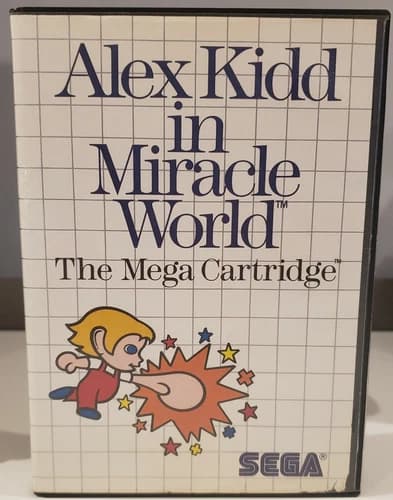 Alex Kidd
in
Miracle
World™
The Mega Cartridge™
SEGA®